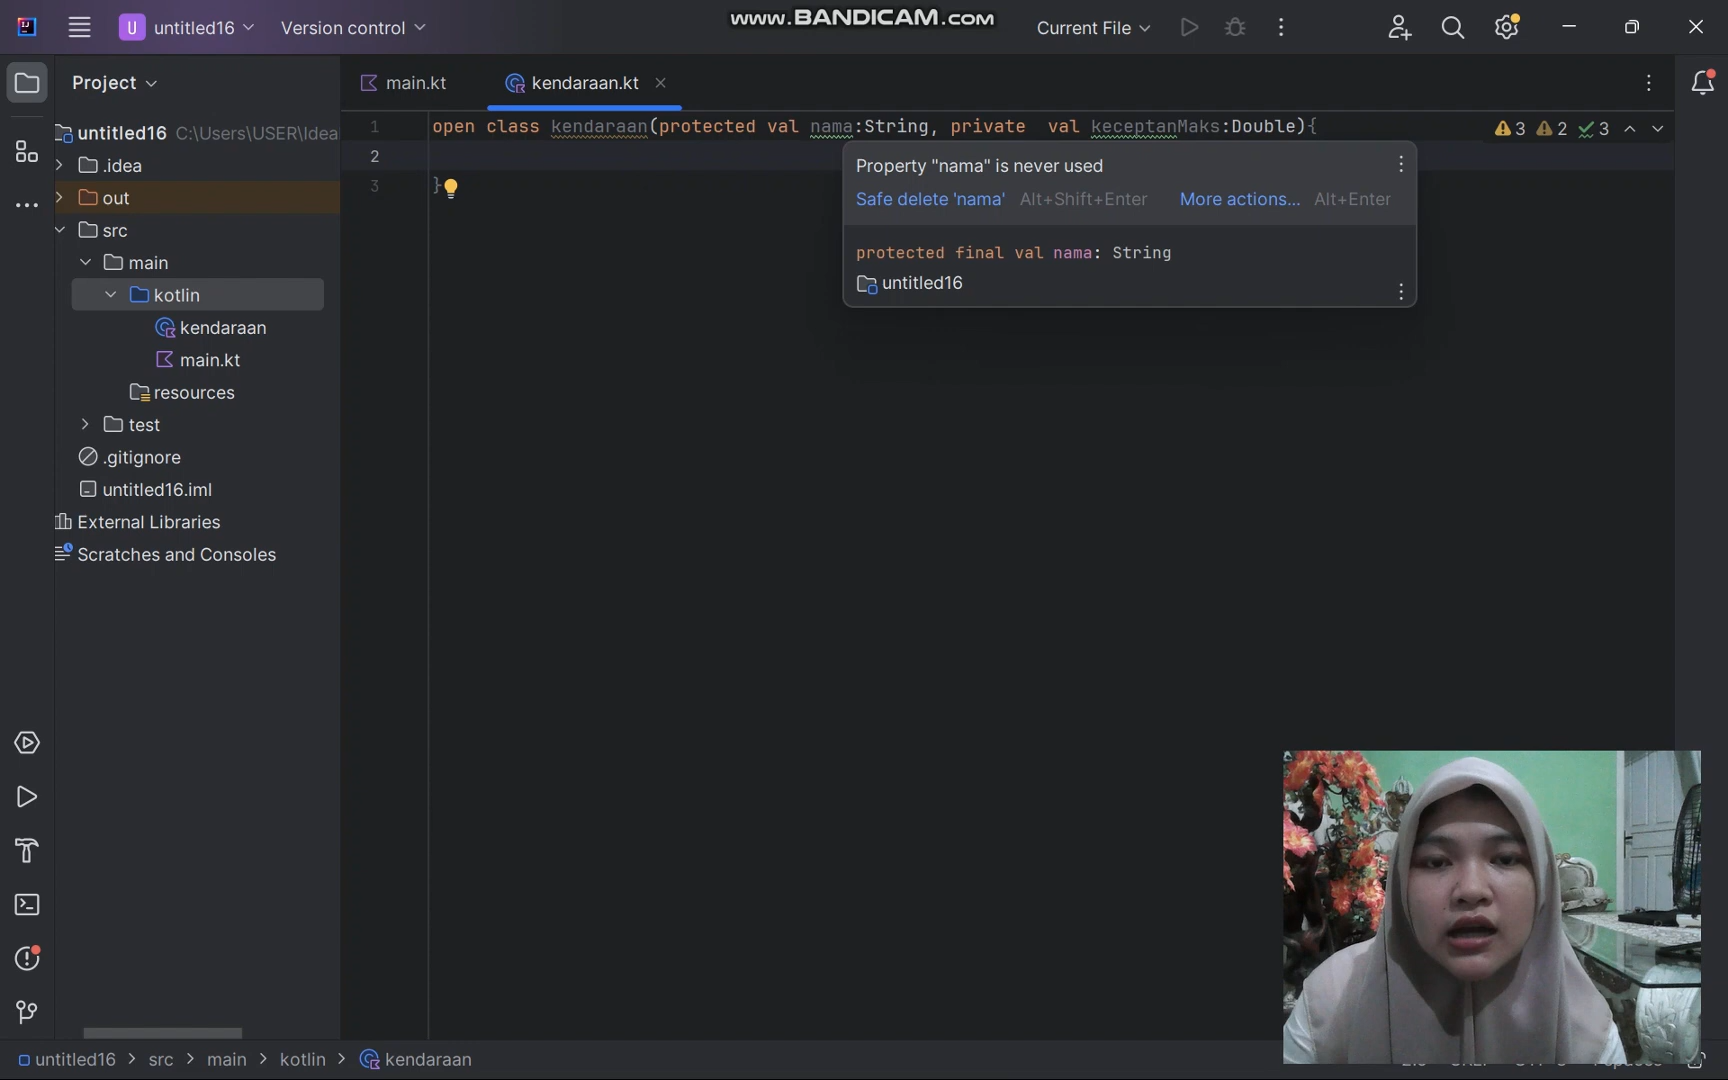 U untitled16
Version control
www.BANDICAM.com
Current File
Project
main.kt
kendaraan.kt
untitled16 C:\Users\USER\Idea
.idea
out
src
main
kotlin
kendaraan
main.kt
resources
test
.gitignore
untitled16.iml
External Libraries
Scratches and Consoles
1 open class kendaraan(protected val nama:String, private  val keceptanMaks:Double){
3 2 3
2
3 }
Property "nama" is never used
Safe delete 'nama' Alt+Shift+Enter More actions... Alt+Enter
protected final val nama: String
untitled16
untitled16 > src > main > kotlin > kendaraan